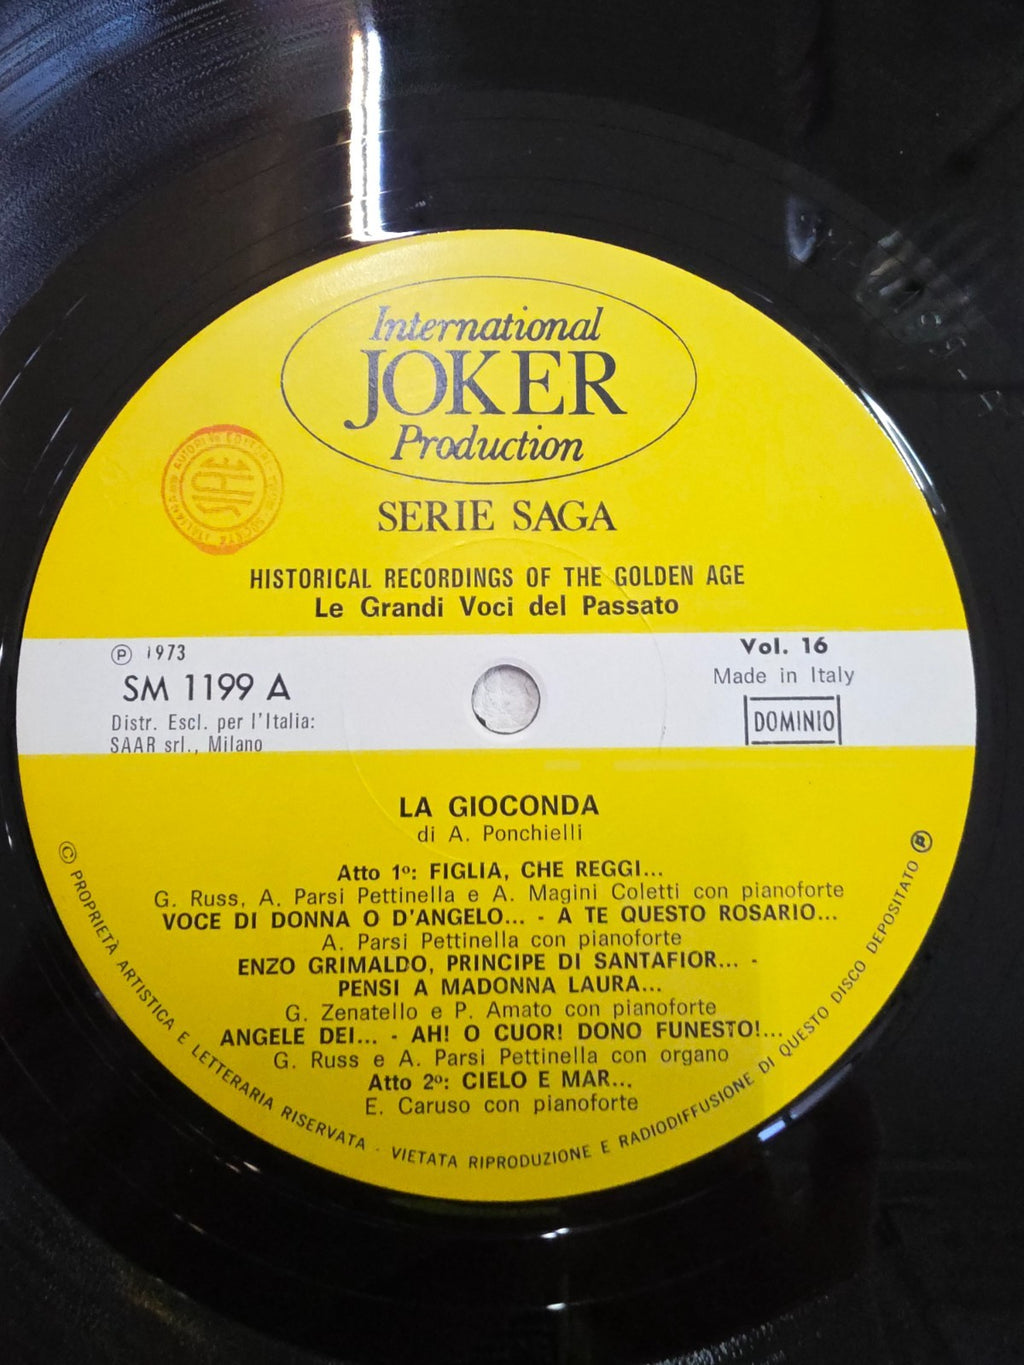 International
JOKER
Production
SERIE SAGA
HISTORICAL RECORDINGS OF THE GOLDEN AGE
Le Grandi Voci del Passato
Ⓟ 1973
SM 1199 A
Distr. Escl. per l'Italia:
SAAR srl., Milano
Vol. 16
Made in Italy
DOMINIO
LA GIOCONDA
di A. Ponchielli
Atto 1º: FIGLIA, CHE REGGI...
G. Russ, A. Parsi Pettinella e A. Magini Coletti con pianoforte
VOCE DI DONNA O D'ANGELO... - A TE QUESTO ROSARIO...
A. Parsi Pettinella con pianoforte
ENZO GRIMALDO, PRINCIPE DI SANTAFIOR... -
PENSI A MADONNA LAURA...
G. Zenatello e P. Amato con pianoforte
ANGELE DEI... - AH! O CUOR! DONO FUNESTO!...
G. Russ e A. Parsi Pettinella con organo
Atto 2º: CIELO E MAR...
E. Caruso con pianoforte
© PROPRIETÀ ARTISTICA E LETTERARIA RISERVATA - VIETATA RIPRODUZIONE E RADIODIFFUSIONE DI QUESTO DISCO DEPOSITATO Ⓟ
SIAE